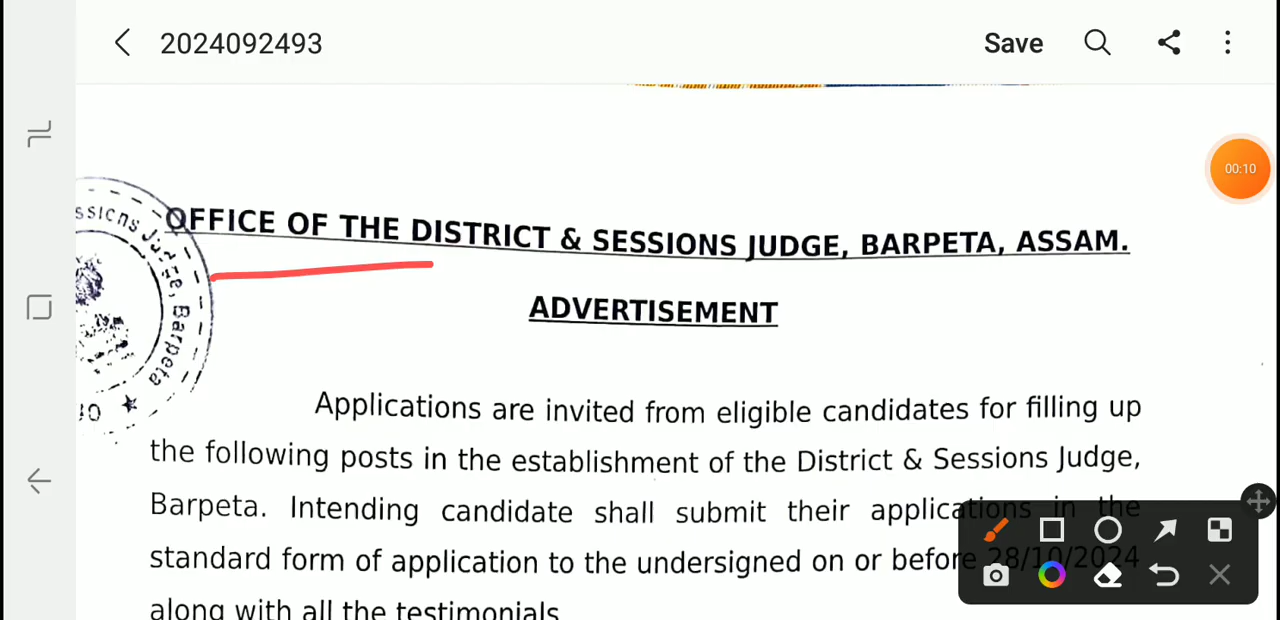 2024092493
Save
00:10
ssions Judge, Barpeta
OFFICE OF THE DISTRICT & SESSIONS JUDGE, BARPETA, ASSAM.
ADVERTISEMENT
Applications are invited from eligible candidates for filling up
the following posts in the establishment of the District & Sessions Judge,
Barpeta. Intending candidate shall submit their applications in the
standard form of application to the undersigned on or before 28/10/2024
along with all the testimonials